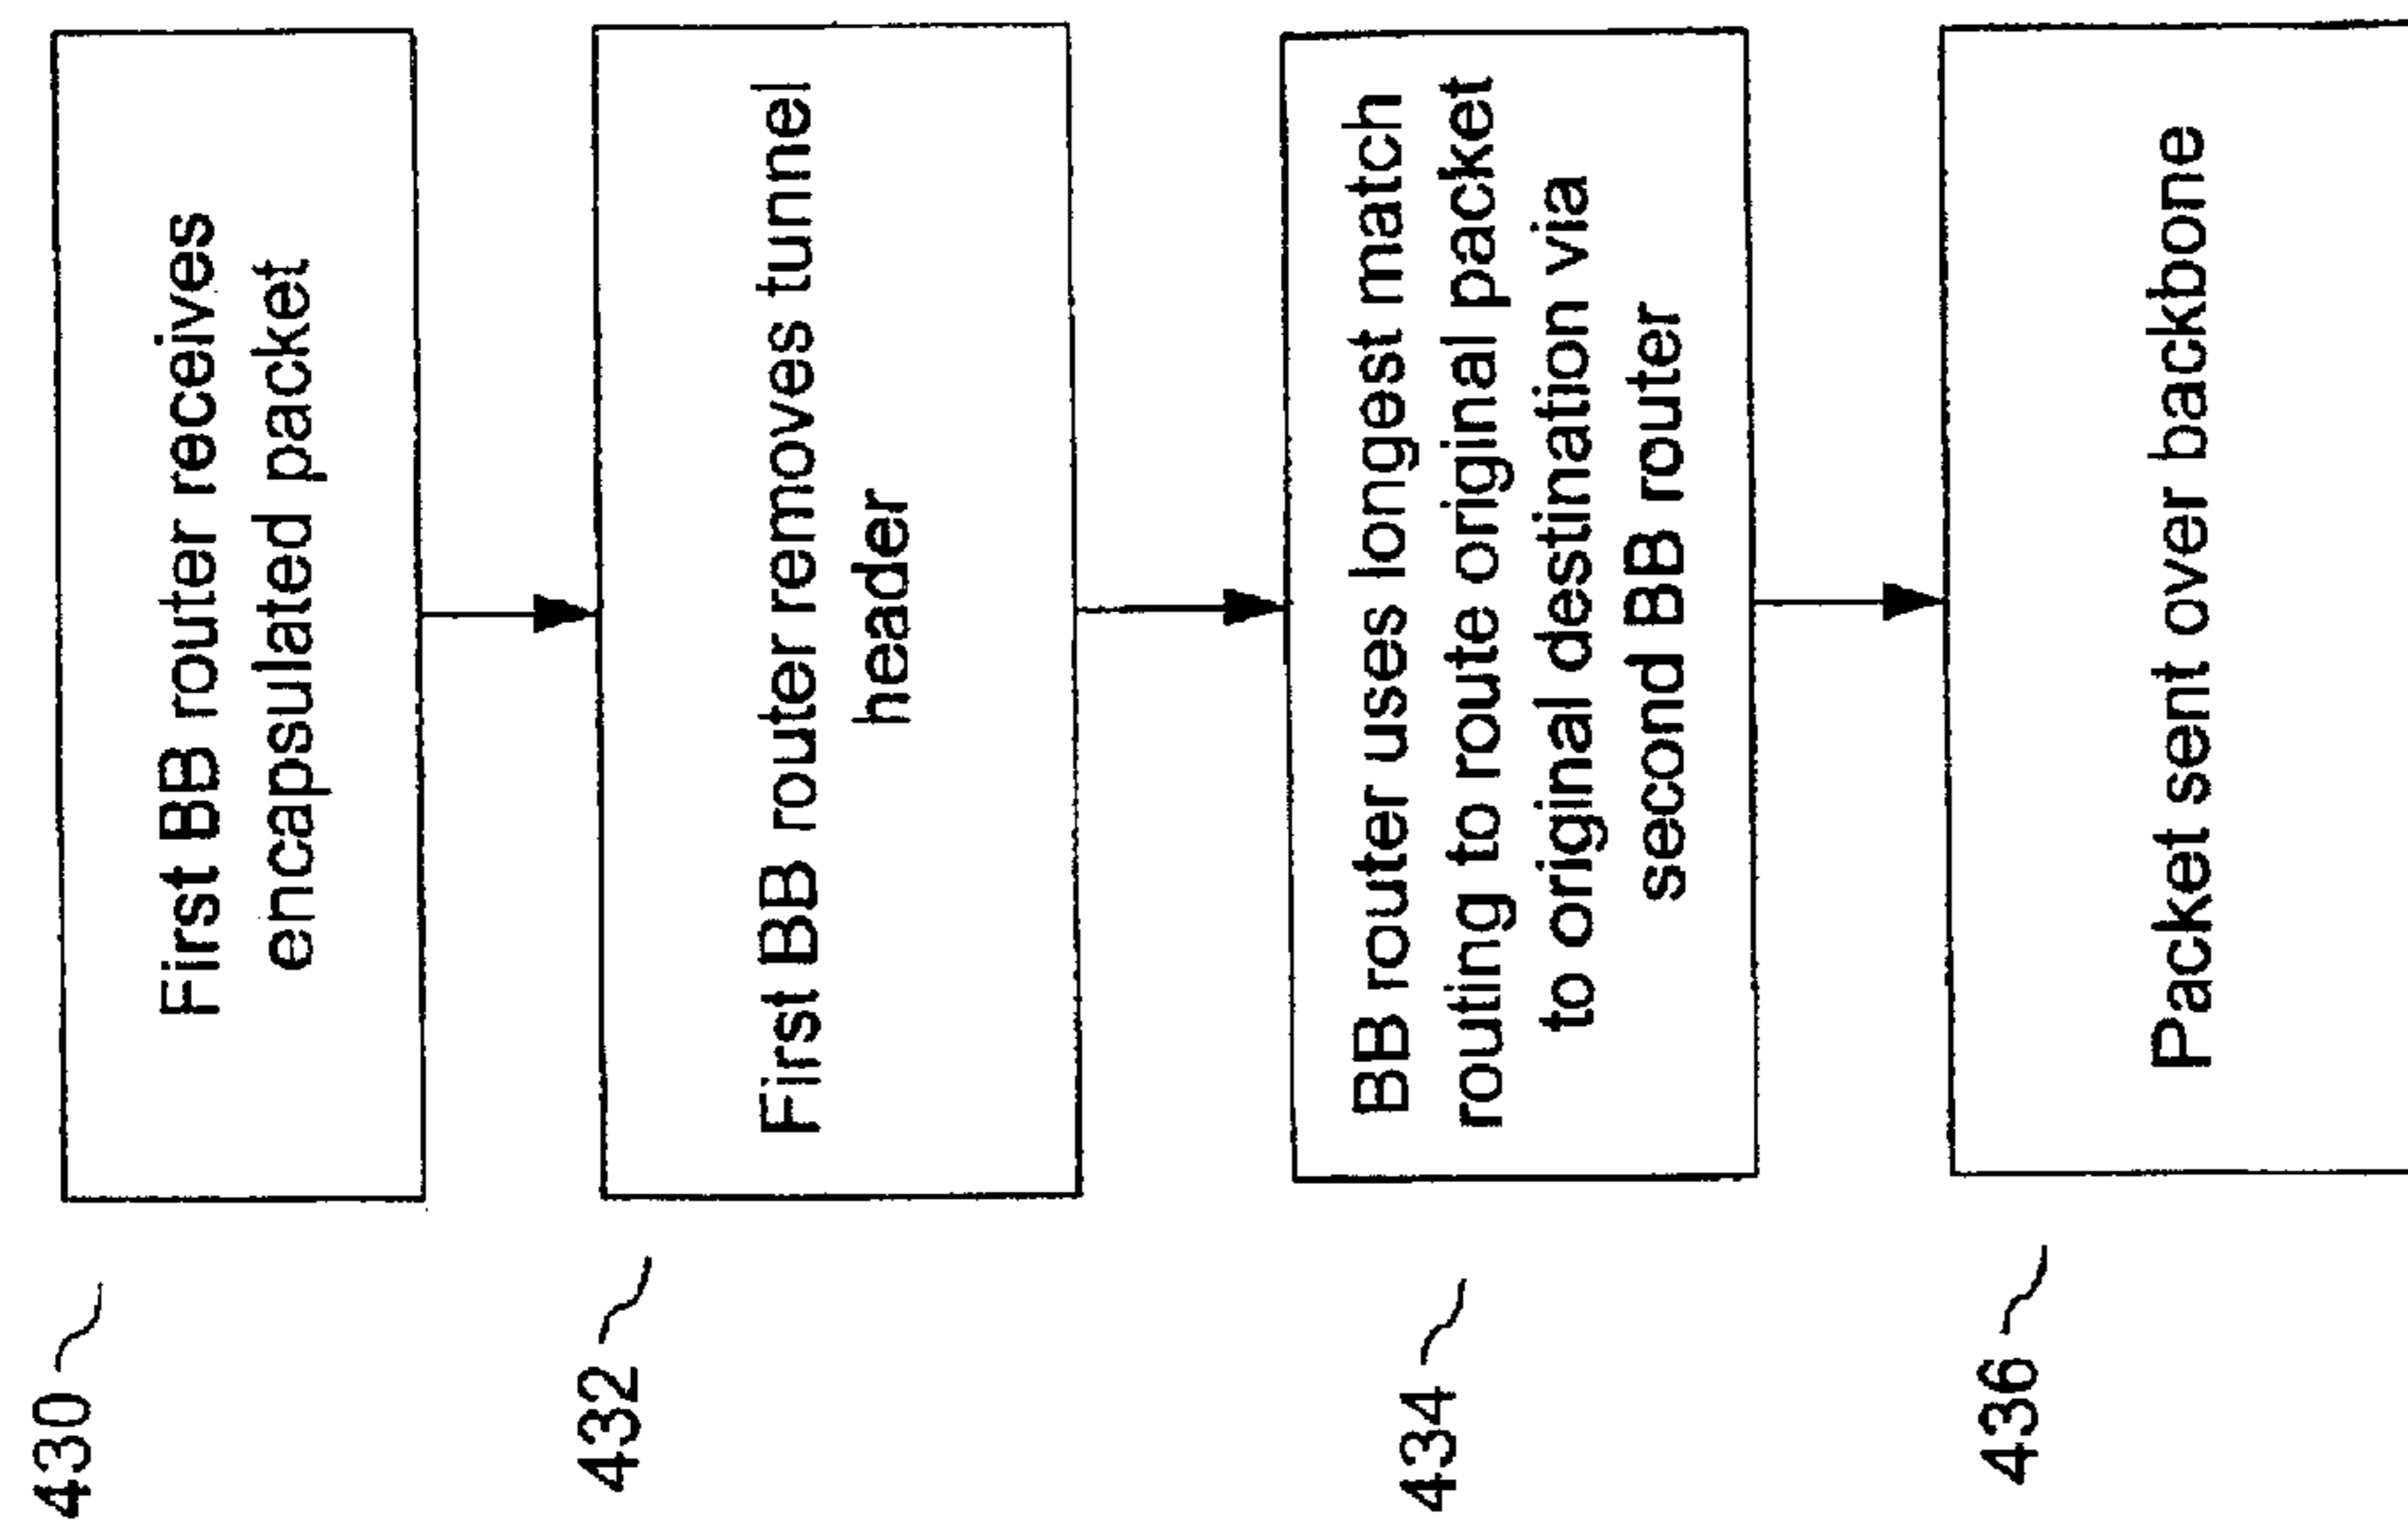 430
First BB router receives
encapsulated packet
432
First BB router removes tunnel
header
434
BB router uses longest match
routing to route original packet
to original destination via
second BB router
436
Packet sent over backbone